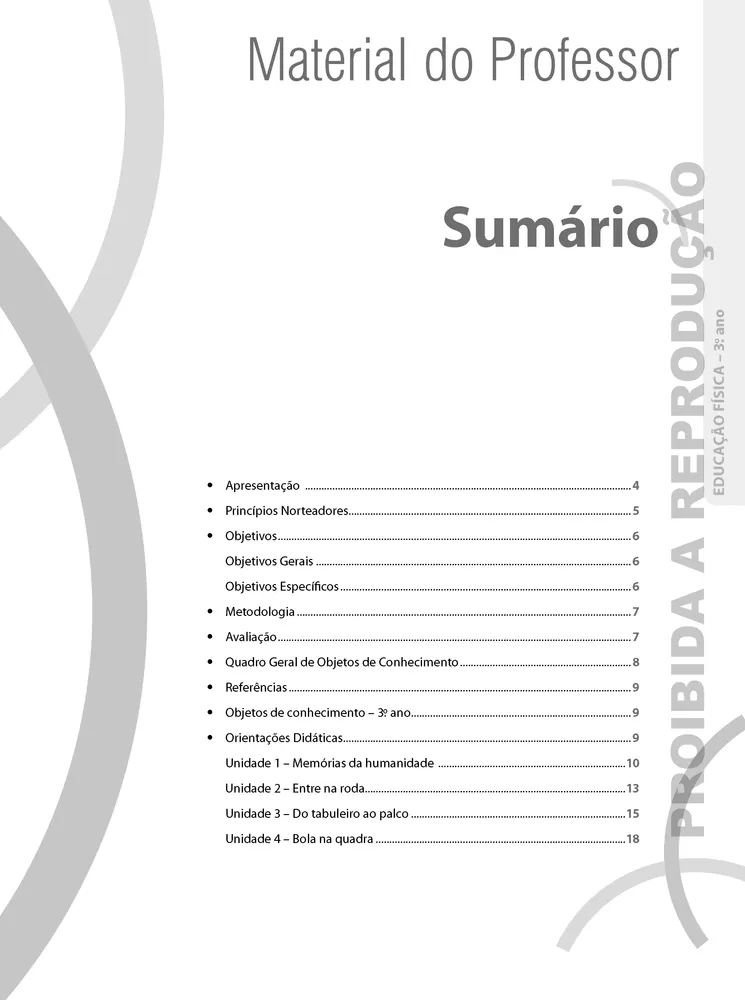 Material do Professor
Sumário
• Apresentação ........................................ 4
• Princípios Norteadores ........................................ 5
• Objetivos ........................................ 6
Objetivos Gerais ........................................ 6
Objetivos Específicos ........................................ 6
• Metodologia ........................................ 7
• Avaliação ........................................ 7
• Quadro Geral de Objetos de Conhecimento ........................................ 8
• Referências ........................................ 9
• Objetos de conhecimento – 3º. ano ........................................ 9
• Orientações Didáticas ........................................ 9
Unidade 1 – Memórias da humanidade ........................................ 10
Unidade 2 – Entre na roda ........................................ 13
Unidade 3 – Do tabuleiro ao palco ........................................ 15
Unidade 4 – Bola na quadra ........................................ 18
PROIBIDA A REPRODUÇÃO
EDUCAÇÃO FÍSICA – 3º. ano